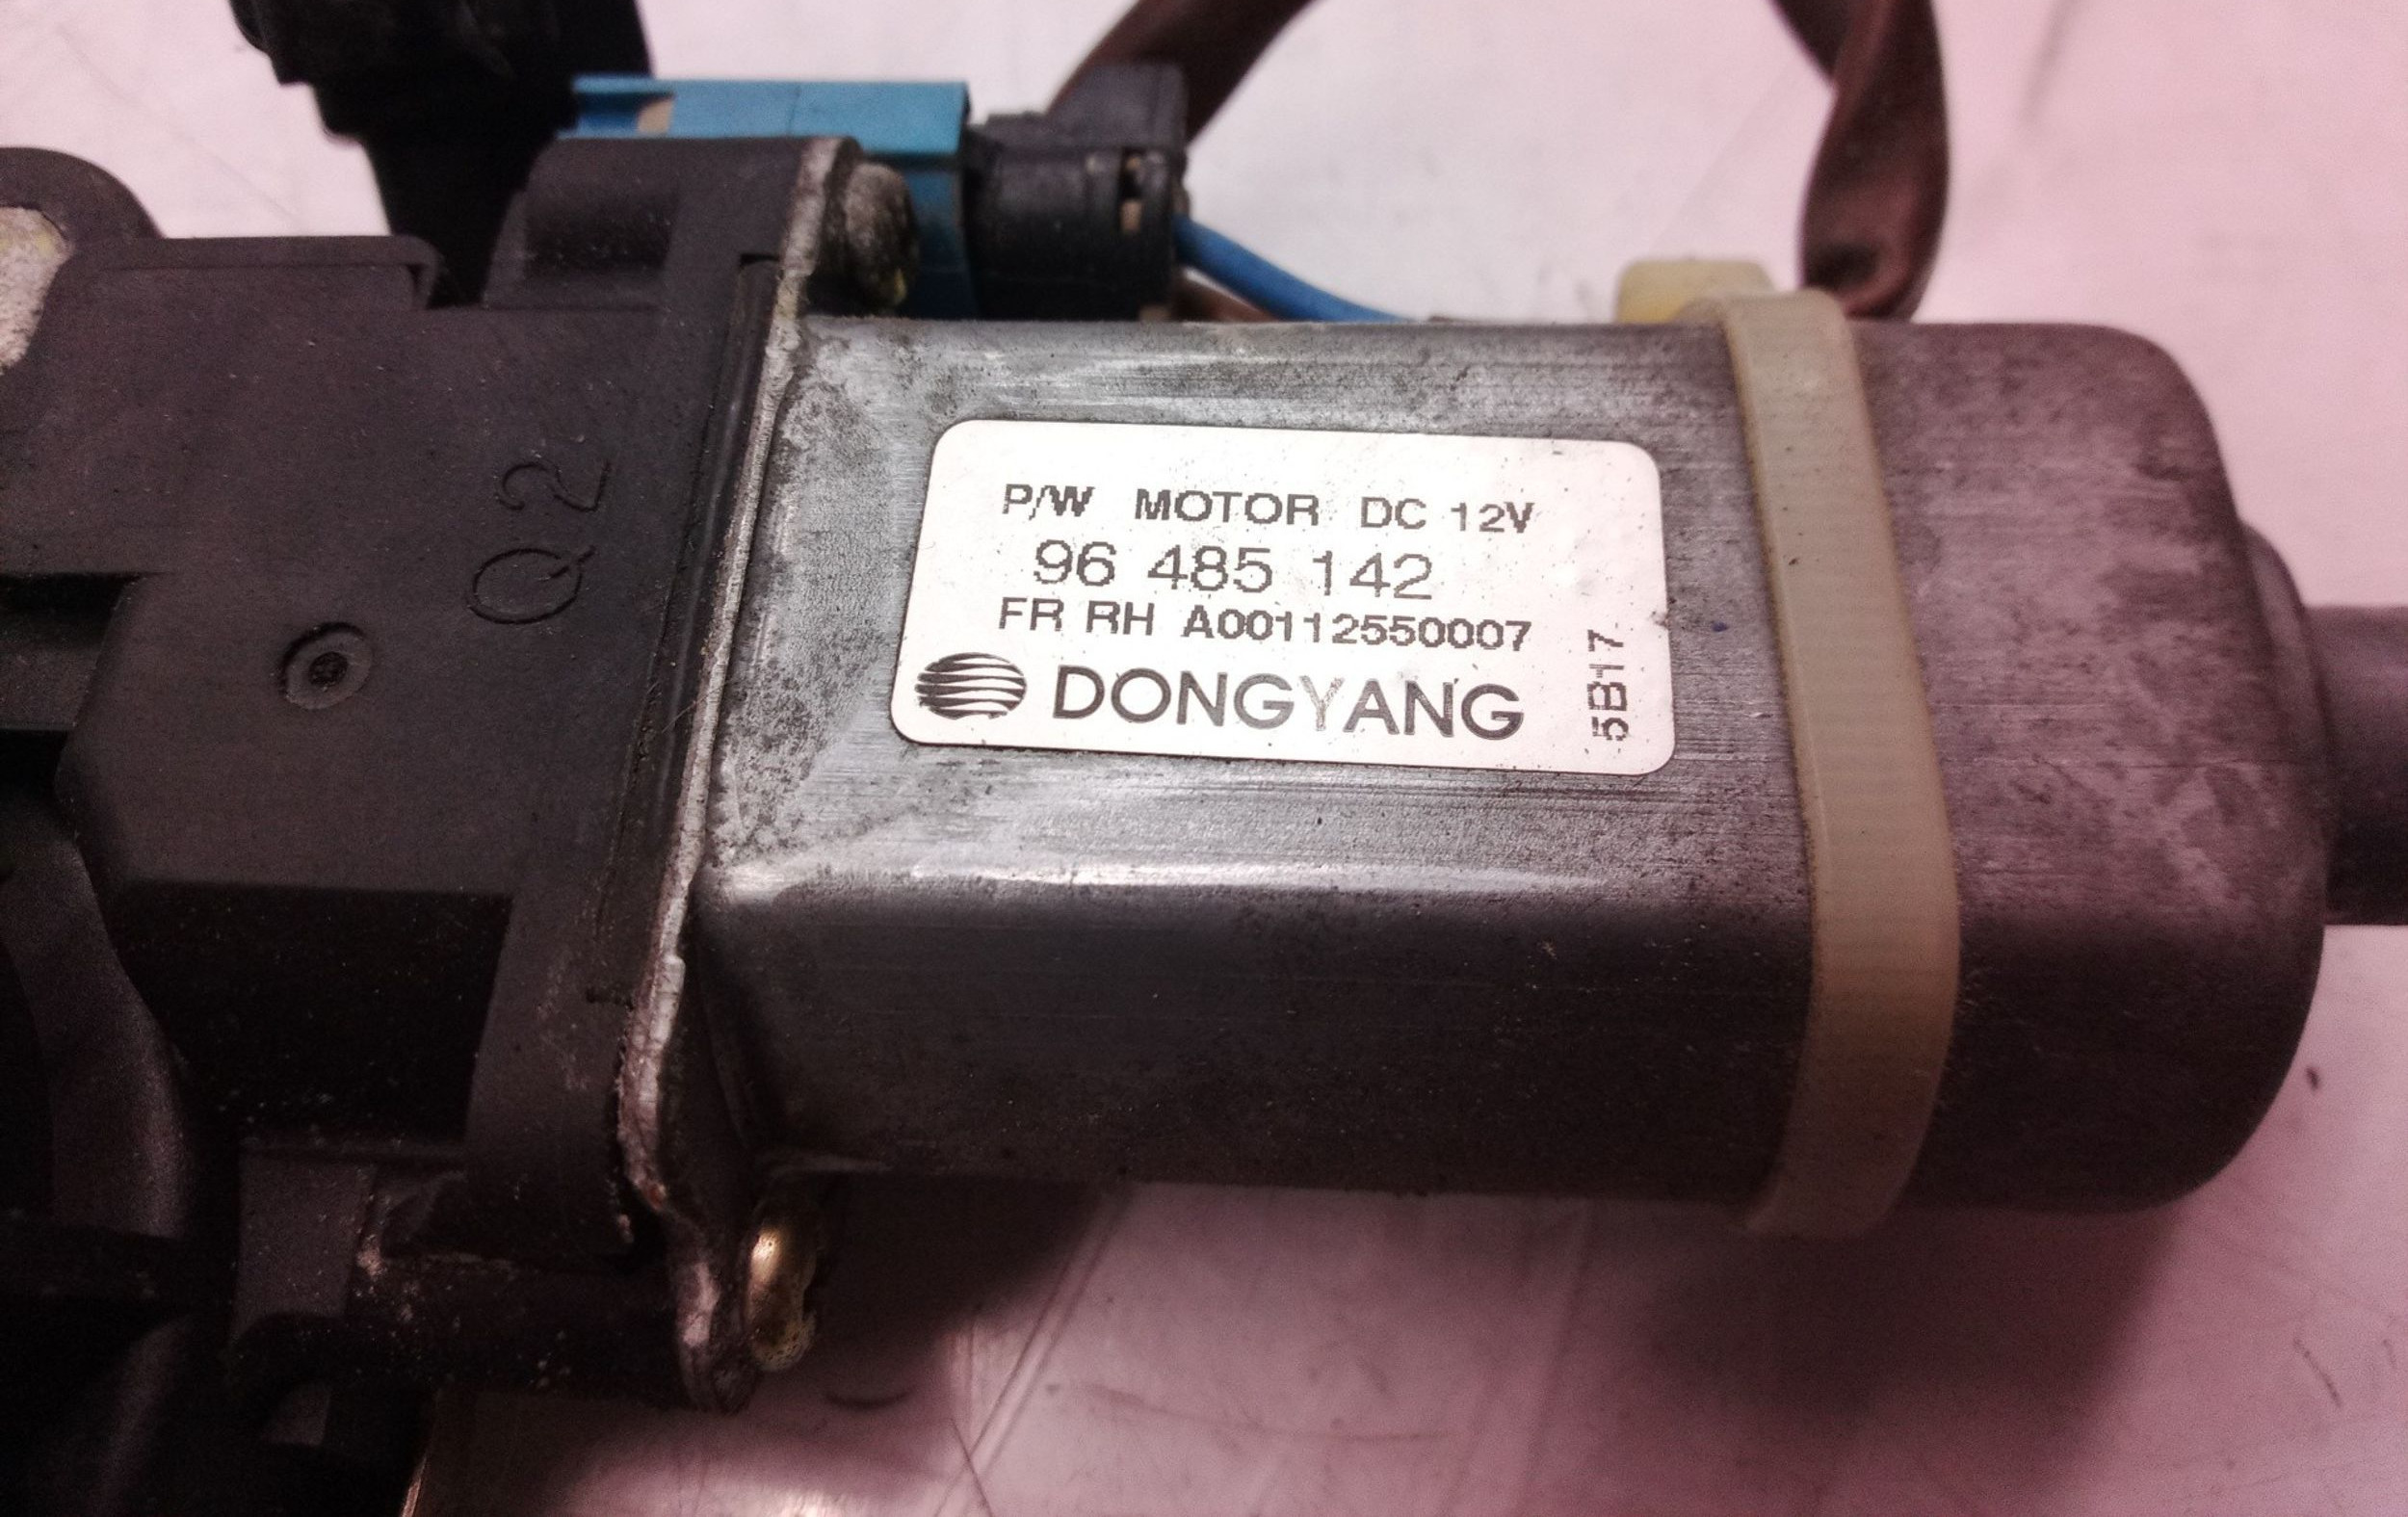 Q2
P/W MOTOR DC 12V
96 485 142
FR RH A00112550007
DONGYANG
5B17